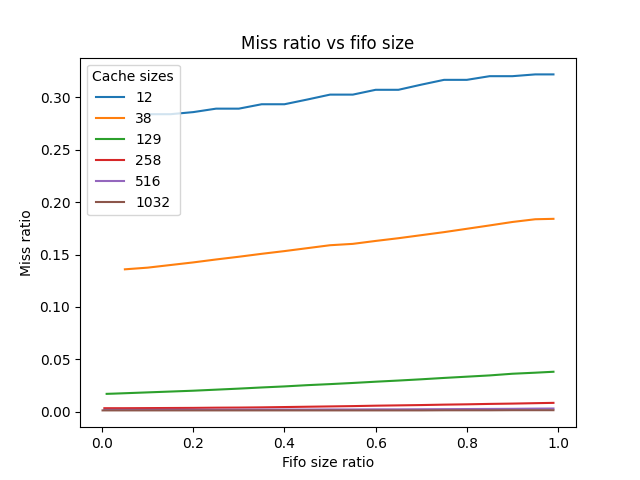 Miss ratio vs fifo size
Cache sizes
12
38
129
258
516
1032
0.30
0.25
0.20
0.15
0.10
0.05
0.00
Miss ratio
0.0 0.2 0.4 0.6 0.8 1.0
Fifo size ratio